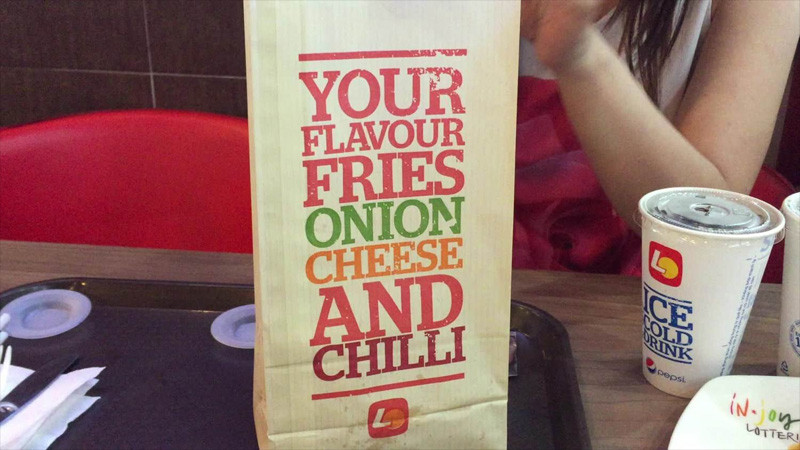 YOUR
FLAVOUR
FRIES
ONION
CHEESE
AND
CHILLI
L
ICE
COLD
DRINK
pepsi
iN·joy
LOTTERI